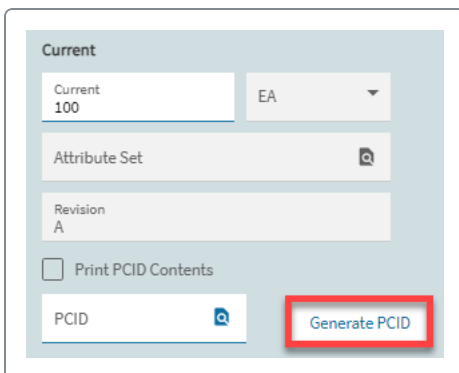 Current
Current
100
EA
Attribute Set
Revision
A
Print PCID Contents
PCID
Generate PCID